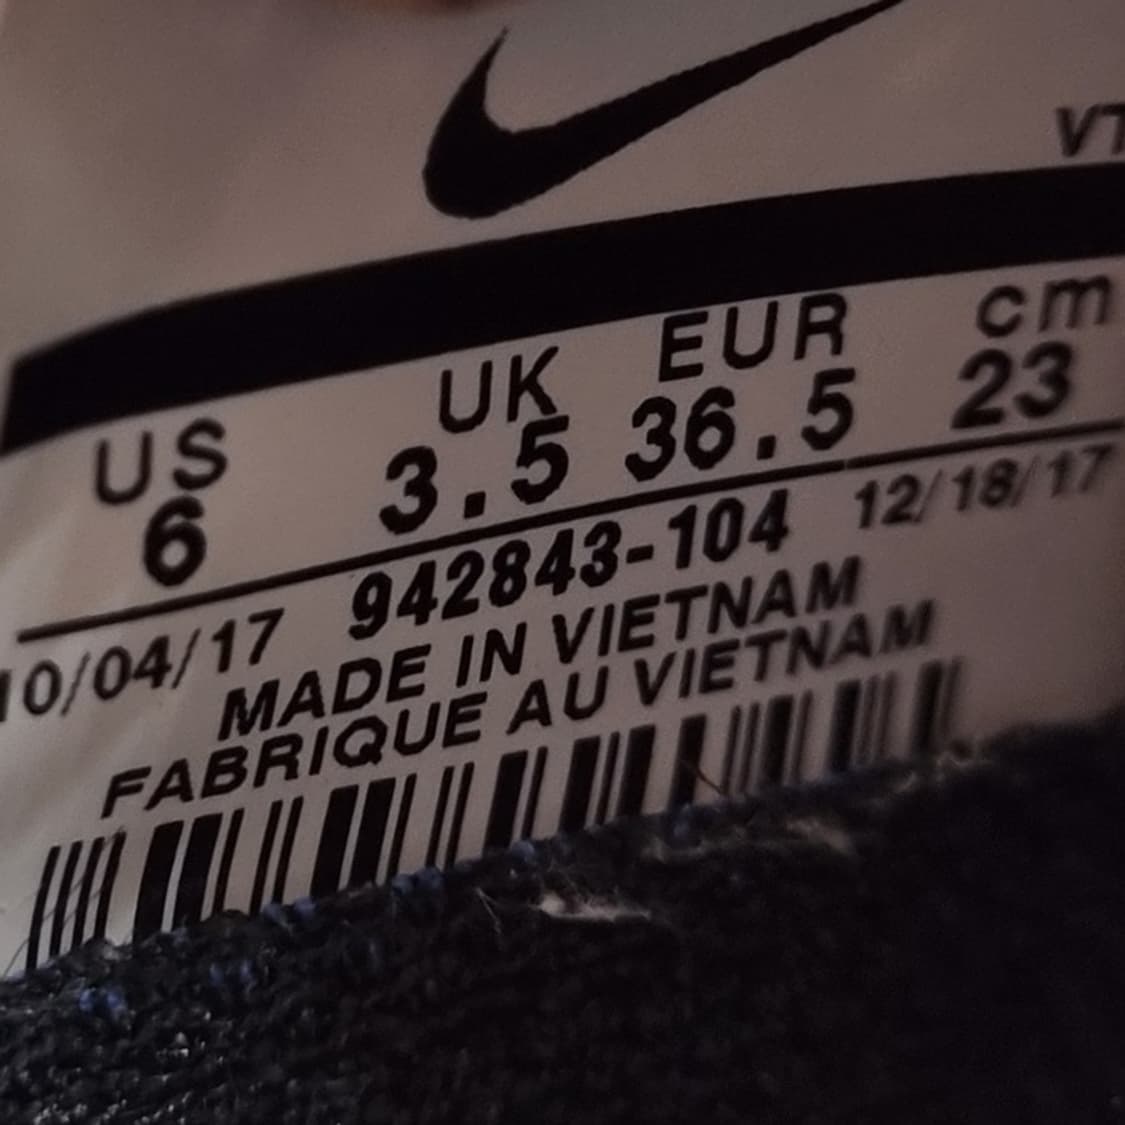 VT
US UK EUR cm
6 3.5 36.5 23
10/04/17 942843-104 12/18/17
MADE IN VIETNAM
FABRIQUE AU VIETNAM